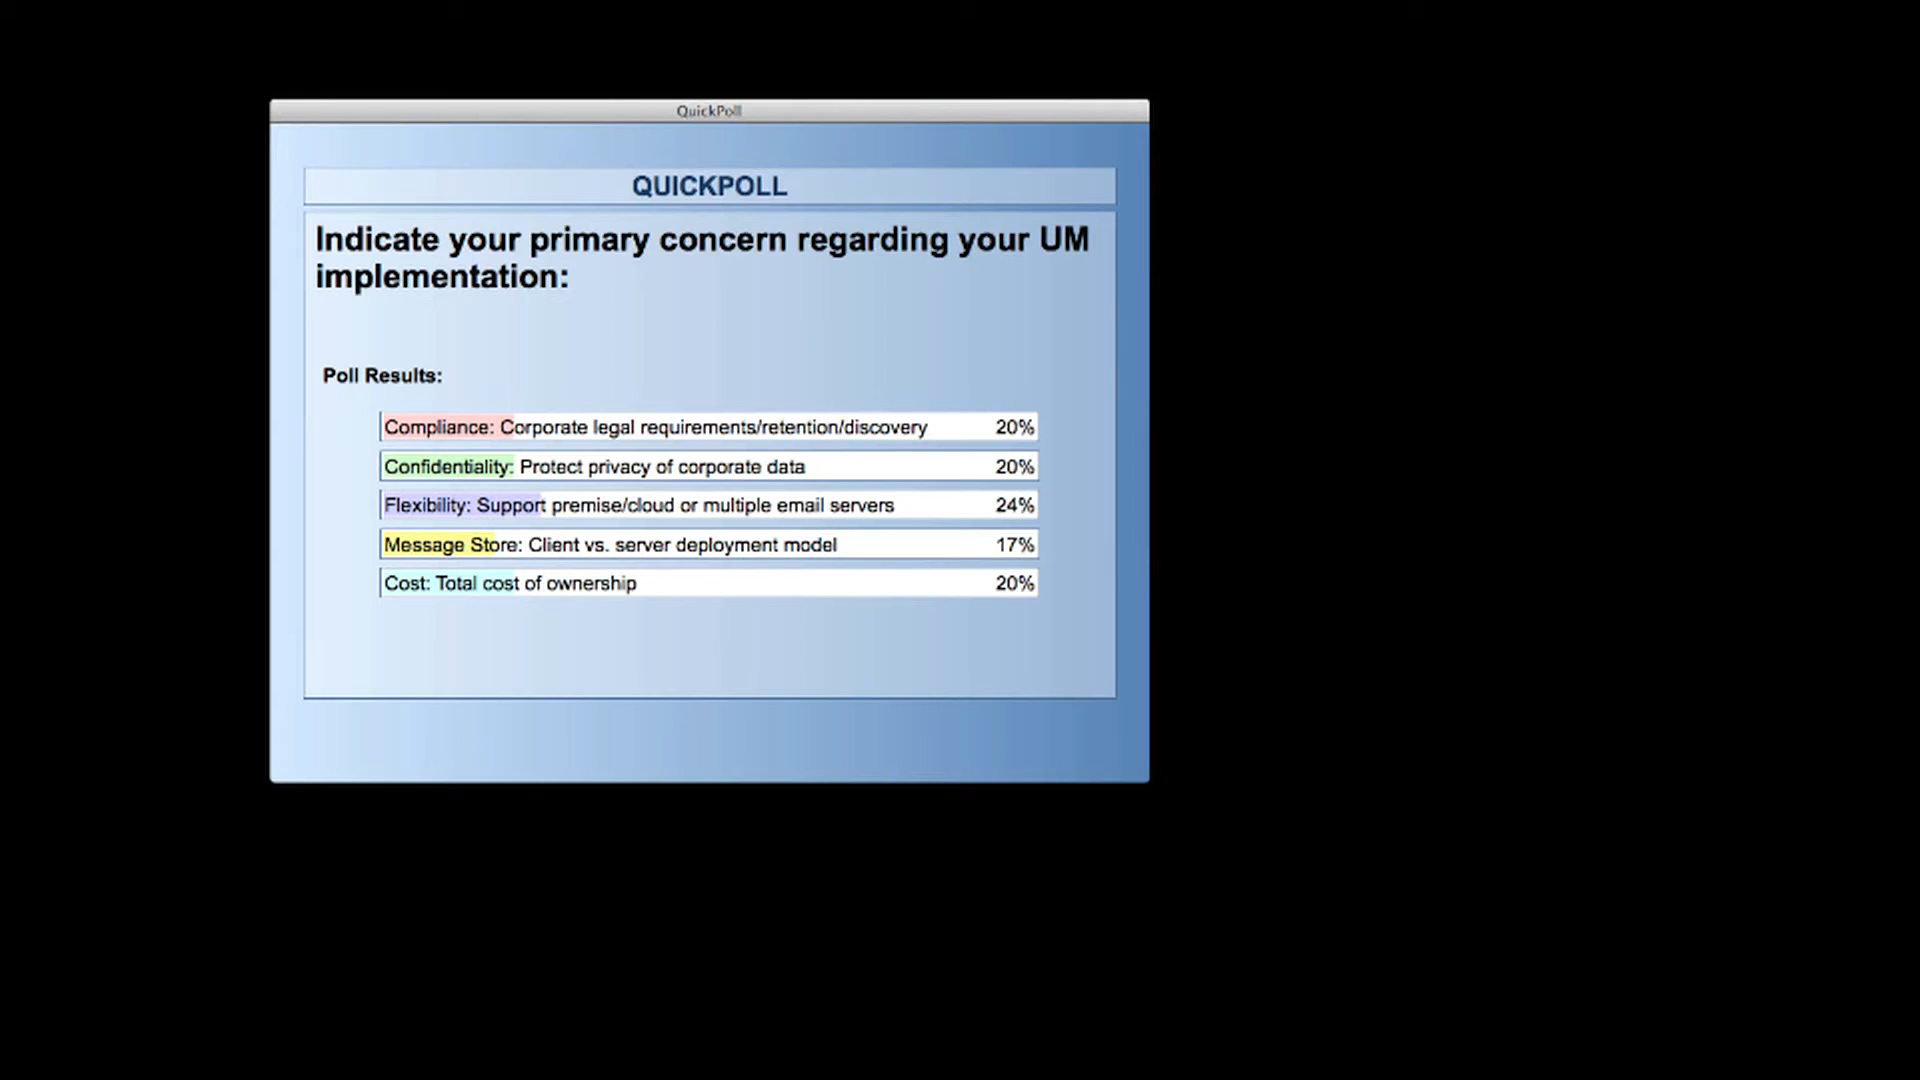 QuickPoll
QUICKPOLL
Indicate your primary concern regarding your UM
implementation:
Poll Results:
Compliance: Corporate legal requirements/retention/discovery 20%
Confidentiality: Protect privacy of corporate data 20%
Flexibility: Support premise/cloud or multiple email servers 24%
Message Store: Client vs. server deployment model 17%
Cost: Total cost of ownership 20%